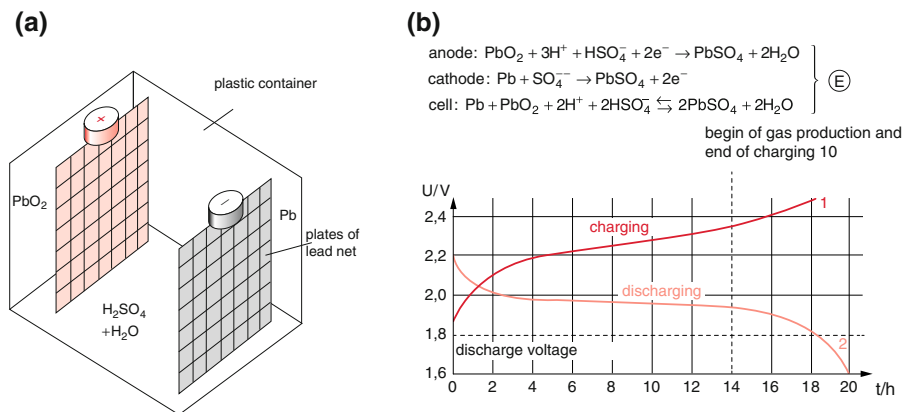 (a)
plastic container
+
PbO₂
−
Pb
plates of
lead net
H₂SO₄
+H₂O
(b)
anode: PbO₂ + 3H⁺ + HSO₄⁻ + 2e⁻ → PbSO₄ + 2H₂O
cathode: Pb + SO₄⁻⁻ → PbSO₄ + 2e⁻
cell: Pb + PbO₂ + 2H⁺ + 2HSO₄⁻ ⇆ 2PbSO₄ + 2H₂O
E
begin of gas production and
end of charging 10
U/V
2,4
2,2
2,0
1,8
1,6
charging
1
discharging
discharge voltage
2
0 2 4 6 8 10 12 14 16 18 20 t/h